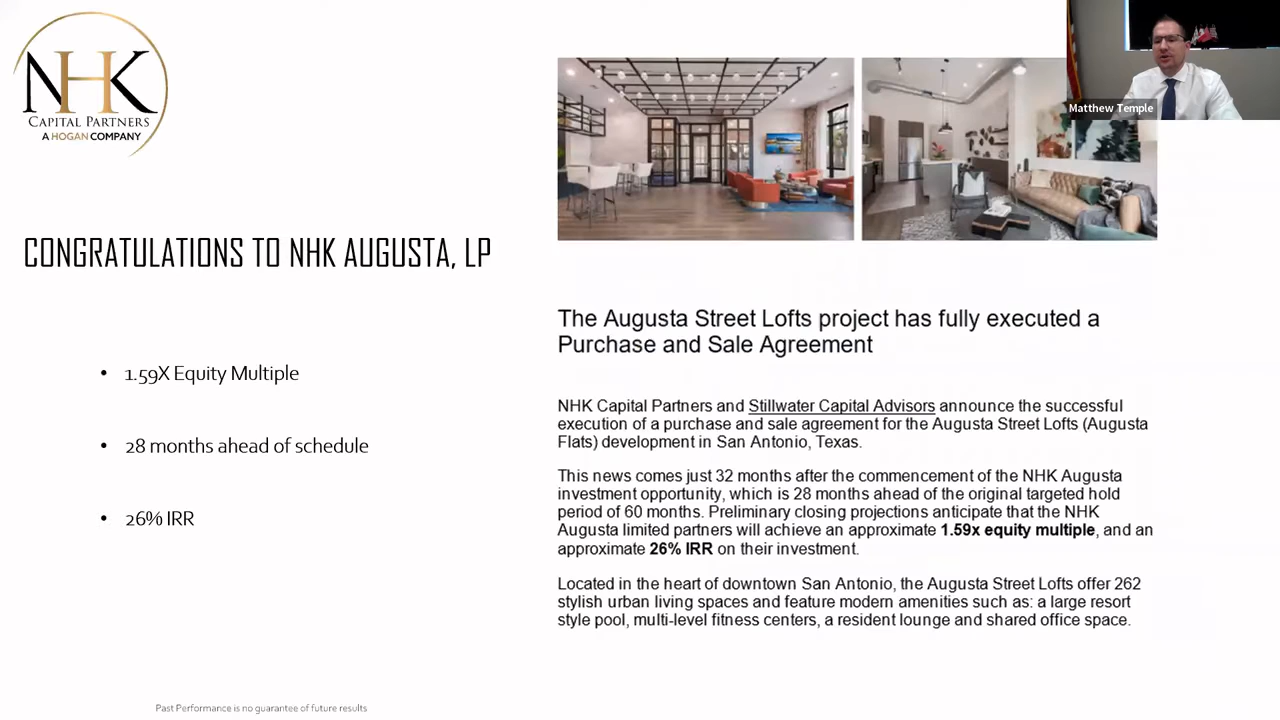 NHK
CAPITAL PARTNERS
A HOGAN COMPANY
Matthew Temple
CONGRATULATIONS TO NHK AUGUSTA, LP
• 1.59X Equity Multiple
• 28 months ahead of schedule
• 26% IRR
The Augusta Street Lofts project has fully executed a
Purchase and Sale Agreement
NHK Capital Partners and Stillwater Capital Advisors announce the successful
execution of a purchase and sale agreement for the Augusta Street Lofts (Augusta
Flats) development in San Antonio, Texas.
This news comes just 32 months after the commencement of the NHK Augusta
investment opportunity, which is 28 months ahead of the original targeted hold
period of 60 months. Preliminary closing projections anticipate that the NHK
Augusta limited partners will achieve an approximate 1.59x equity multiple, and an
approximate 26% IRR on their investment.
Located in the heart of downtown San Antonio, the Augusta Street Lofts offer 262
stylish urban living spaces and feature modern amenities such as: a large resort
style pool, multi-level fitness centers, a resident lounge and shared office space.
Past Performance is no guarantee of future results